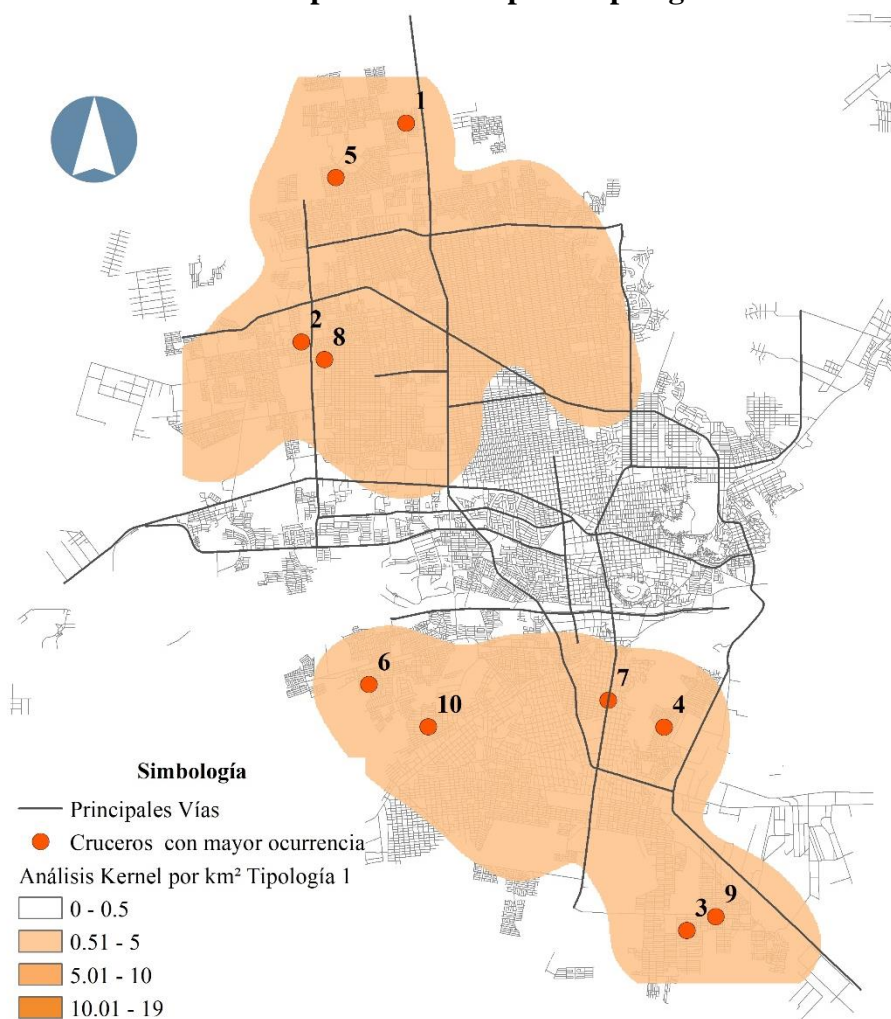 1
5
2
8
6
7
10
4
3
9
Simbología
Principales Vías
Cruceros con mayor ocurrencia
Análisis Kernel por km² Tipología 1
0 - 0.5
0.51 - 5
5.01 - 10
10.01 - 19